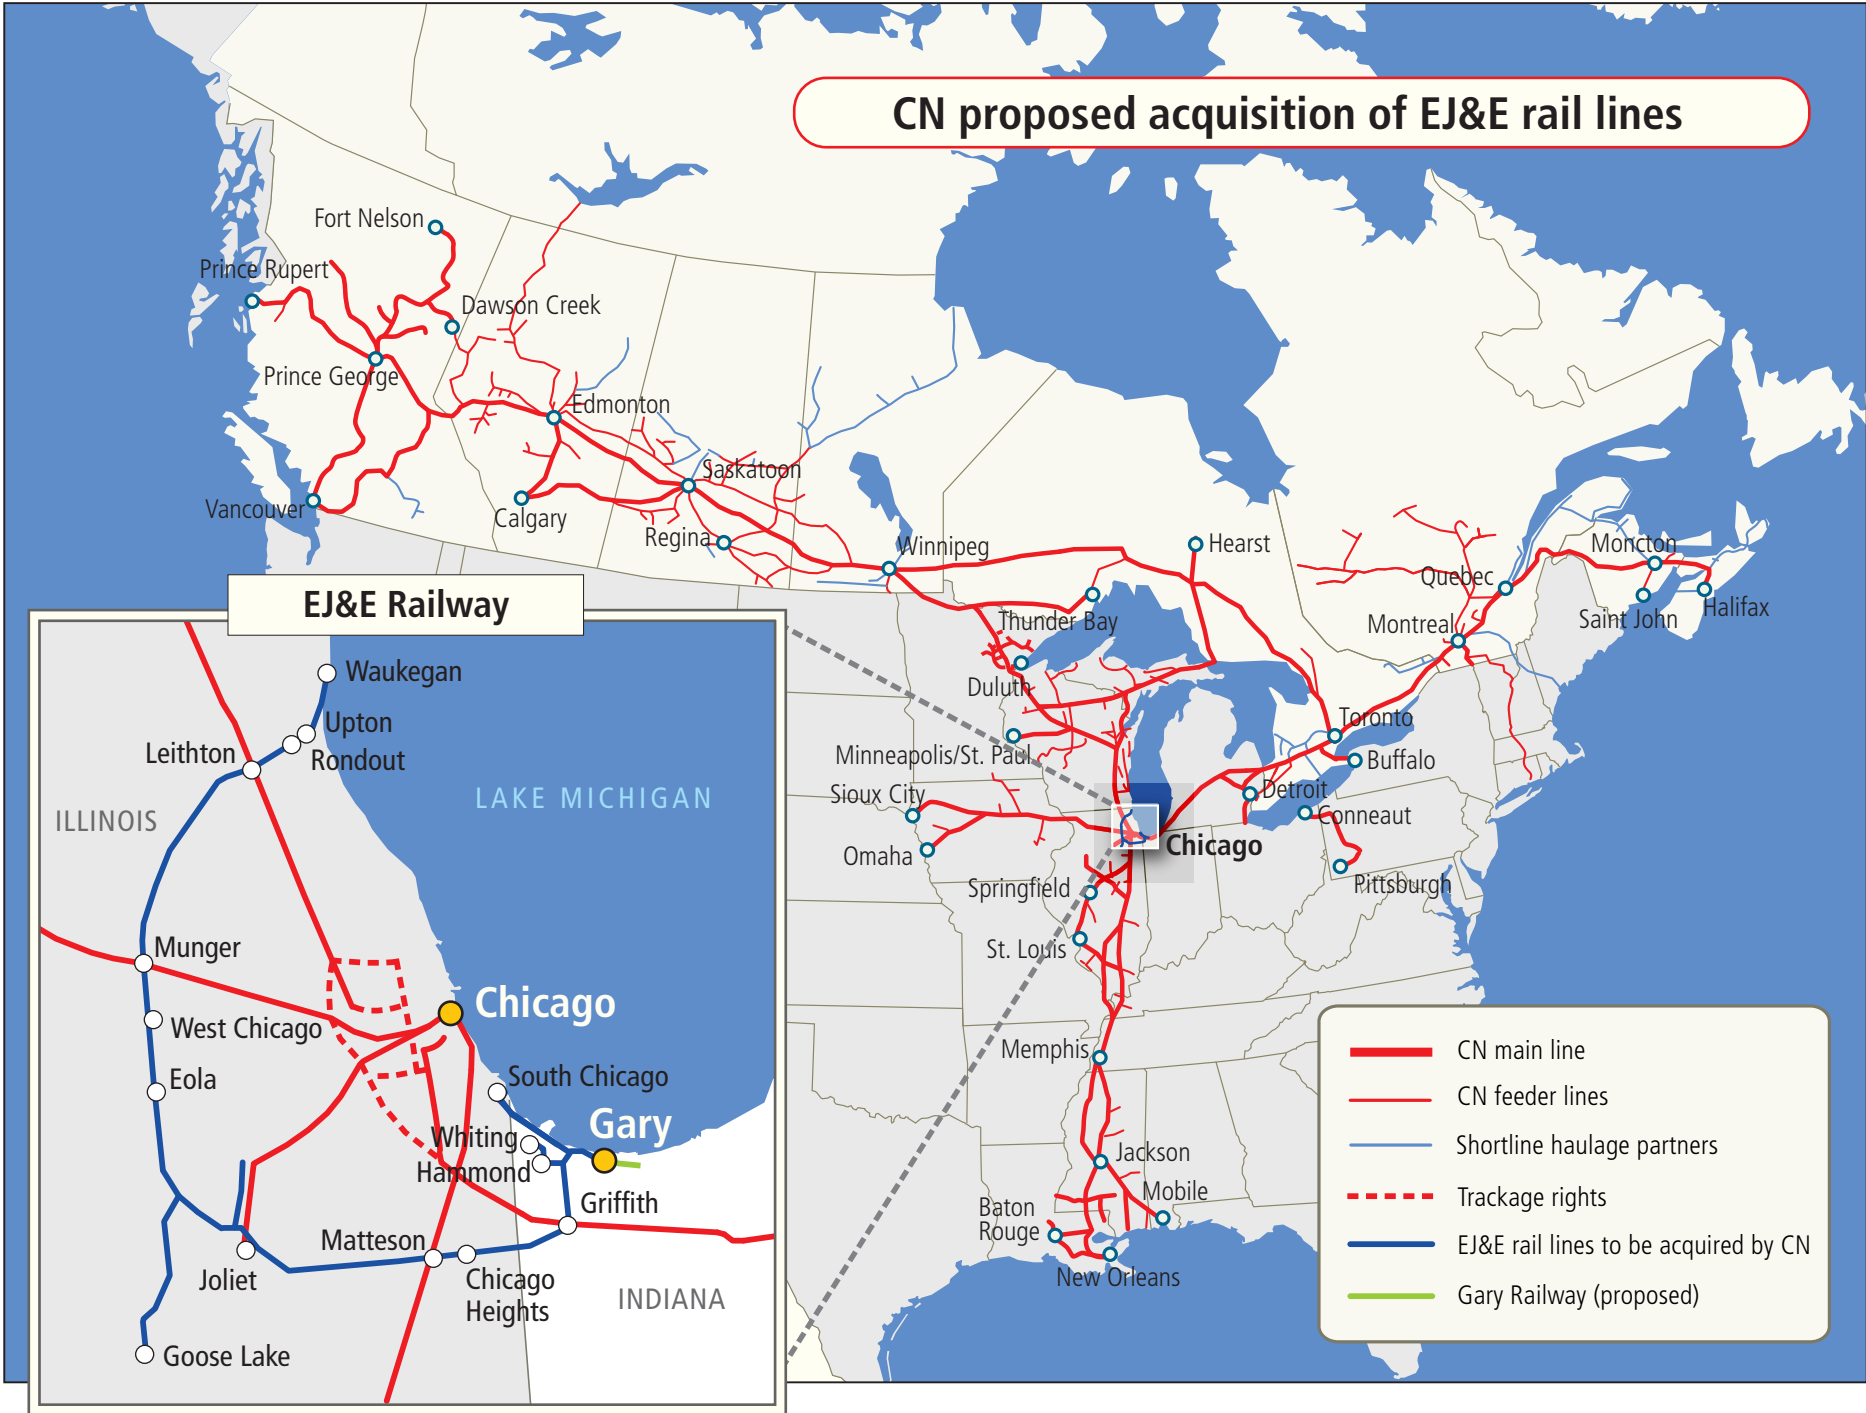 CN proposed acquisition of EJ&E rail lines
Fort Nelson
Prince Rupert
Dawson Creek
Prince George
Edmonton
Saskatoon
Vancouver
Calgary
Regina
Winnipeg
Hearst
Moncton
Quebec
Thunder Bay
Montreal
Saint John
Halifax
Duluth
Toronto
Minneapolis/St. Paul
Buffalo
Sioux City
Detroit
Conneaut
Omaha
Chicago
Springfield
Pittsburgh
St. Louis
Memphis
Jackson
Mobile
Baton
Rouge
New Orleans
EJ&E Railway
Waukegan
Upton
Leithton
Rondout
LAKE MICHIGAN
ILLINOIS
Munger
Chicago
West Chicago
Eola
South Chicago
Gary
Whiting
Hammond
Griffith
Matteson
Joliet
Chicago
Heights
INDIANA
Goose Lake
CN main line
CN feeder lines
Shortline haulage partners
Trackage rights
EJ&E rail lines to be acquired by CN
Gary Railway (proposed)